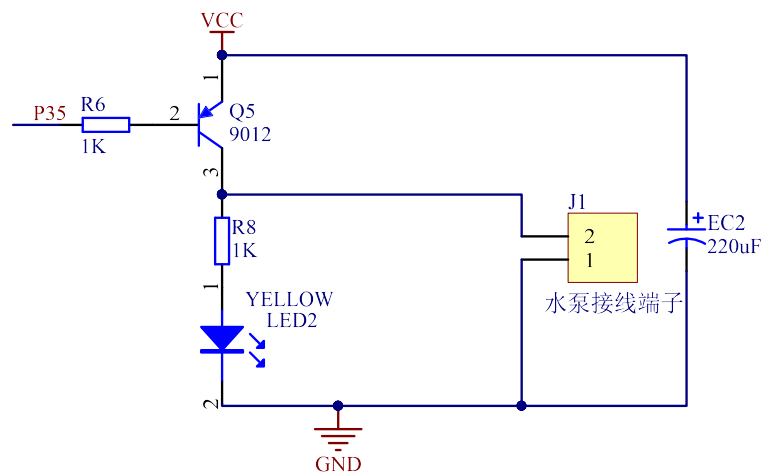 VCC
1
P35
R6
1K
2
Q5
9012
3
R8
1K
J1
2
1
水泵接线端子
EC2
220uF
+
1
YELLOW
LED2
2
GND